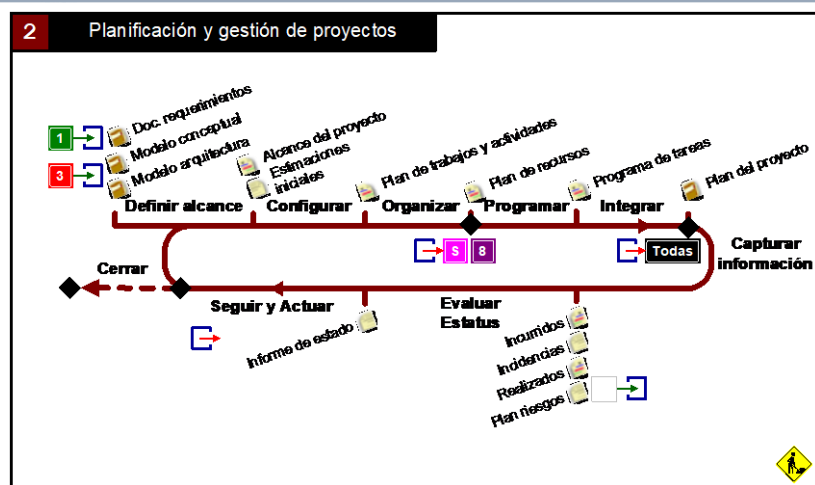 2 Planificación y gestión de proyectos
Doc. requerimientos
1
Modelo conceptual
3
Modelo arquitectura
Alcance del proyecto
Estimaciones
iniciales
Plan de trabajos y actividades
Plan de recursos
Programa de tareas
Plan del proyecto
Definir alcance
Configurar
Organizar
Programar
Integrar
S
8
Todas
Capturar
información
Cerrar
Seguir y Actuar
Evaluar
Estatus
Informe de estado
Incurridos
Incidencias
Realizados
Plan riesgos